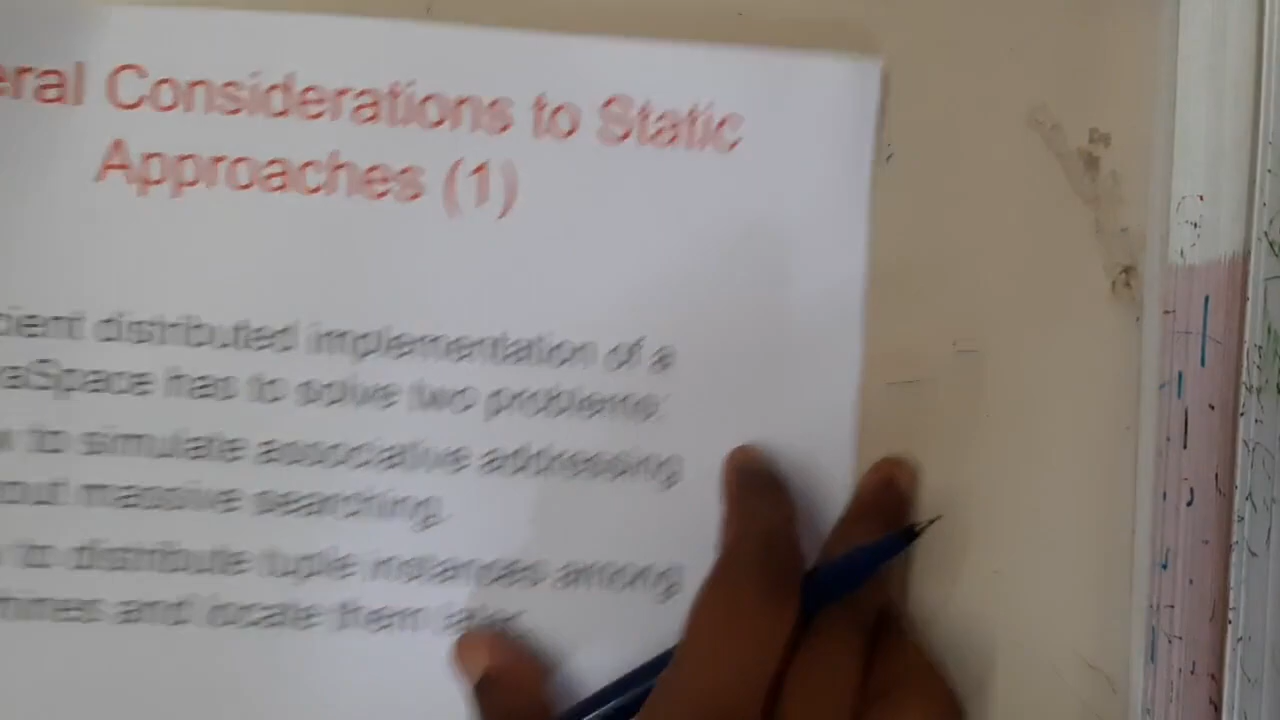 eral Considerations to Static
Approaches (1)
cient distributed implementation of a
vaSpace has to solve two problems:
w to simulate associative addressing
hout massive searching.
to distribute tuple instances among
hines and locate them later.